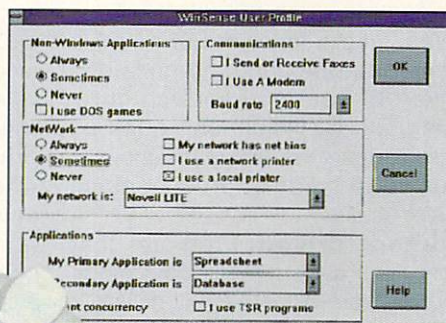 WinSense User Profile
Non-Windows Applications
Always
Sometimes
Never
I use DOS games
Communications
I Send or Receive Faxes
I Use A Modem
Baud rate 2400
OK
NetWork
Always
Sometimes
Never
My network has net bios
I use a network printer
I use a local printer
My network is: Novell LITE
Cancel
Applications
My Primary Application is Spreadsheet
Secondary Application is Database
concurrency
I use TSR programs
Help